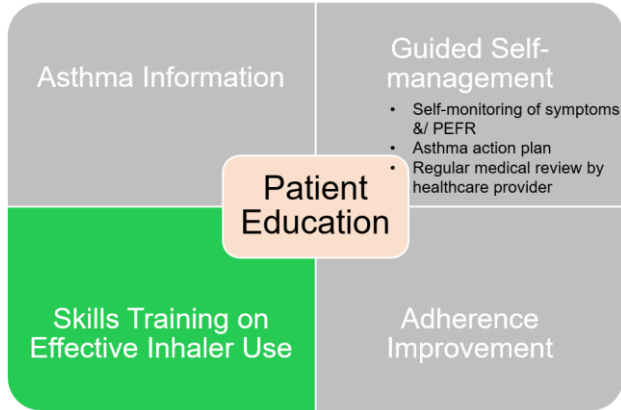 Asthma Information
Guided Self-
management
• Self-monitoring of symptoms
&/ PEFR
• Asthma action plan
• Regular medical review by
healthcare provider
Patient
Education
Skills Training on
Effective Inhaler Use
Adherence
Improvement